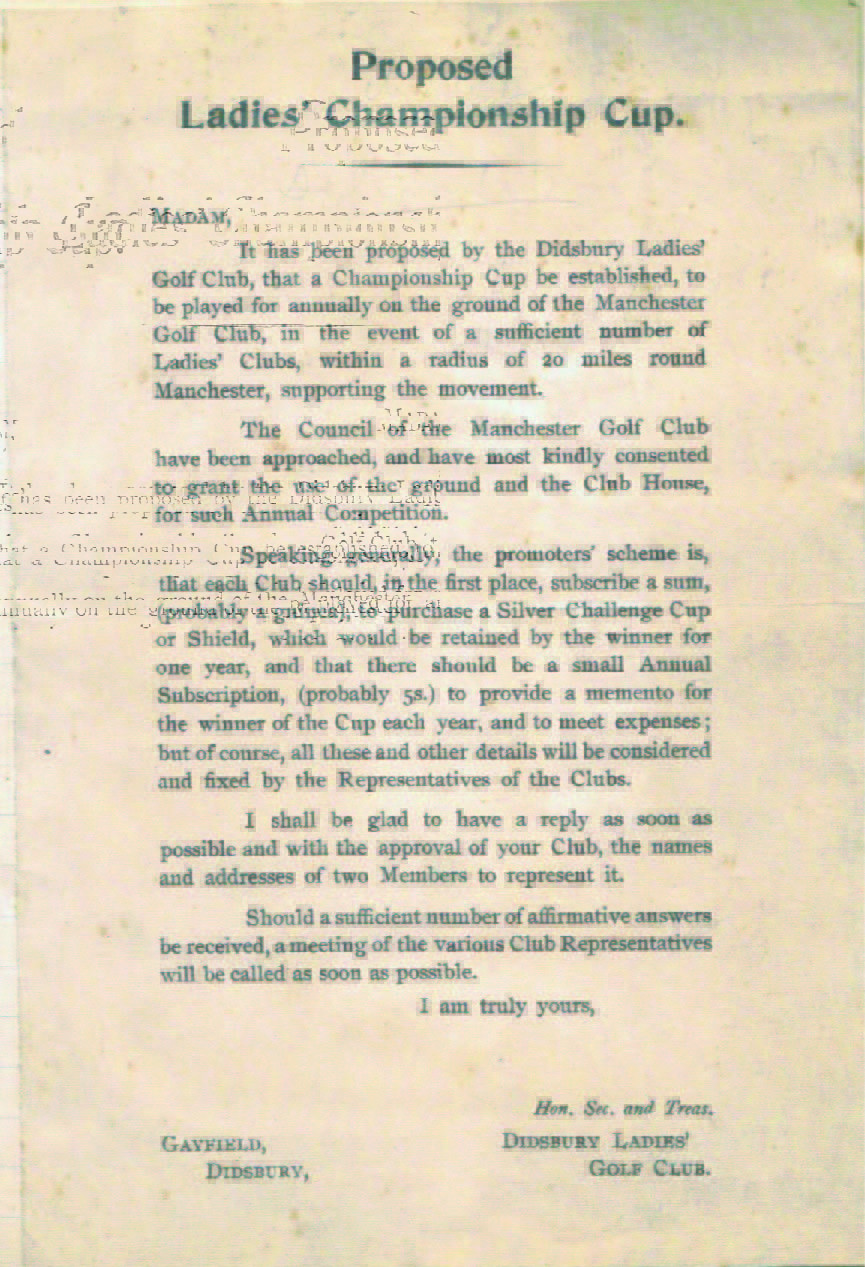 Proposed
Ladies' Championship Cup.
MADAM,
It has been proposed by the Didsbury Ladies'
Golf Club, that a Championship Cup be established, to
be played for annually on the ground of the Manchester
Golf Club, in the event of a sufficient number of
Ladies' Clubs, within a radius of 20 miles round
Manchester, supporting the movement.
The Council of the Manchester Golf Club
have been approached, and have most kindly consented
to grant the use of the ground and the Club House,
for such Annual Competition.
Speaking generally, the promoters' scheme is,
that each Club should, in the first place, subscribe a sum,
(probably a guinea), to purchase a Silver Challenge Cup
or Shield, which would be retained by the winner for
one year, and that there should be a small Annual
Subscription, (probably 5s.) to provide a memento for
the winner of the Cup each year, and to meet expenses;
but of course, all these and other details will be considered
and fixed by the Representatives of the Clubs.
I shall be glad to have a reply as soon as
possible and with the approval of your Club, the names
and addresses of two Members to represent it.
Should a sufficient number of affirmative answers
be received, a meeting of the various Club Representatives
will be called as soon as possible.
I am truly yours,
Hon. Sec. and Treas.
GAYFIELD, DIDSBURY LADIES'
DIDSBURY, GOLF CLUB.